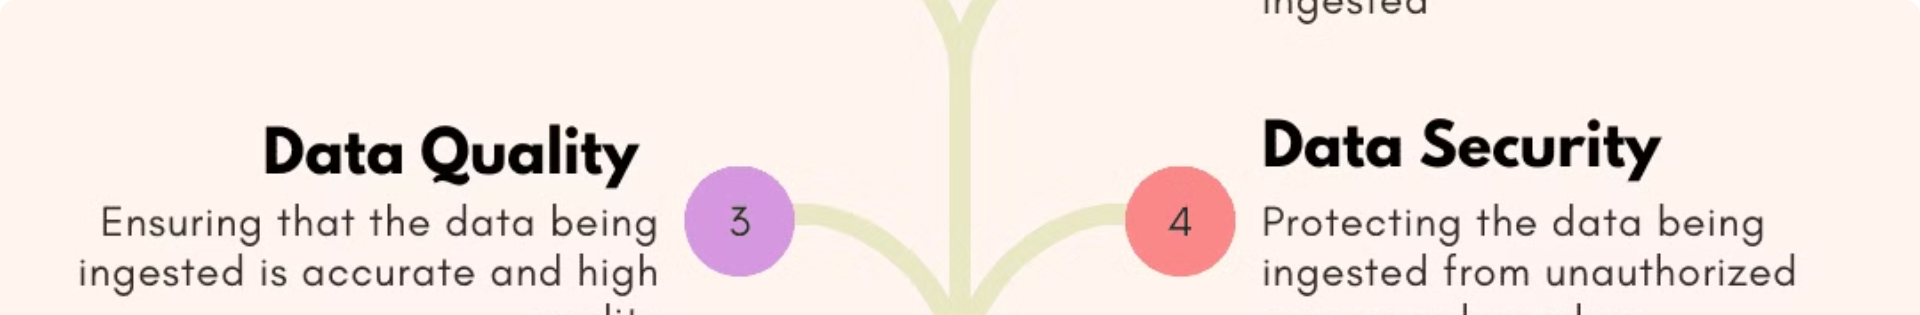 ingested
Data Quality
3
Ensuring that the data being
ingested is accurate and high
Data Security
4
Protecting the data being
ingested from unauthorized